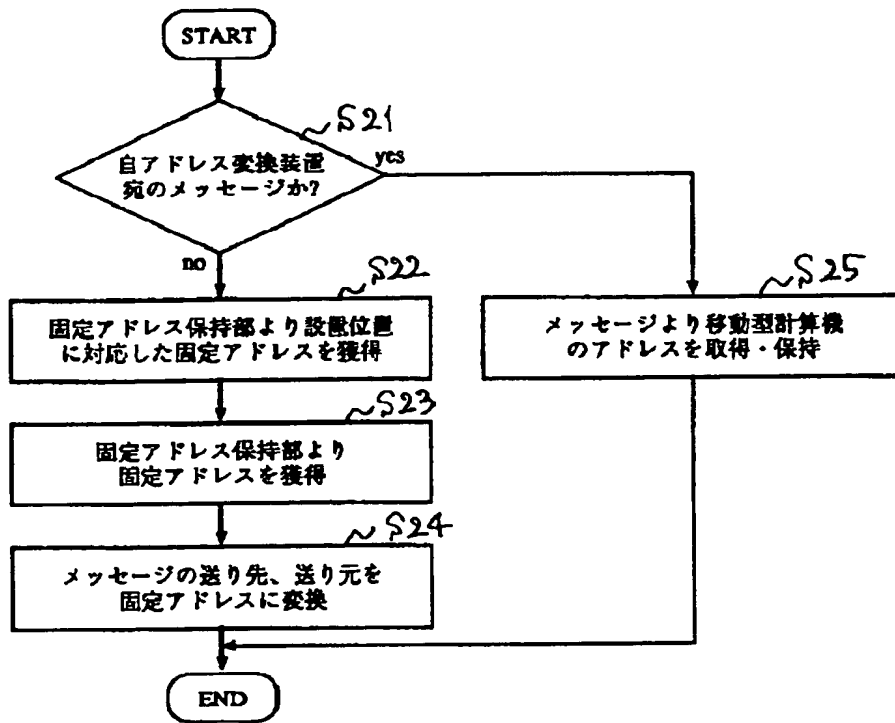 START
S21
自アドレス変換装置
宛のメッセージか?
yes
no
S22
固定アドレス保持部より設置位置
に対応した固定アドレスを獲得
S25
メッセージより移動型計算機
のアドレスを取得・保持
S23
固定アドレス保持部より
固定アドレスを獲得
S24
メッセージの送り先、送り元を
固定アドレスに変換
END